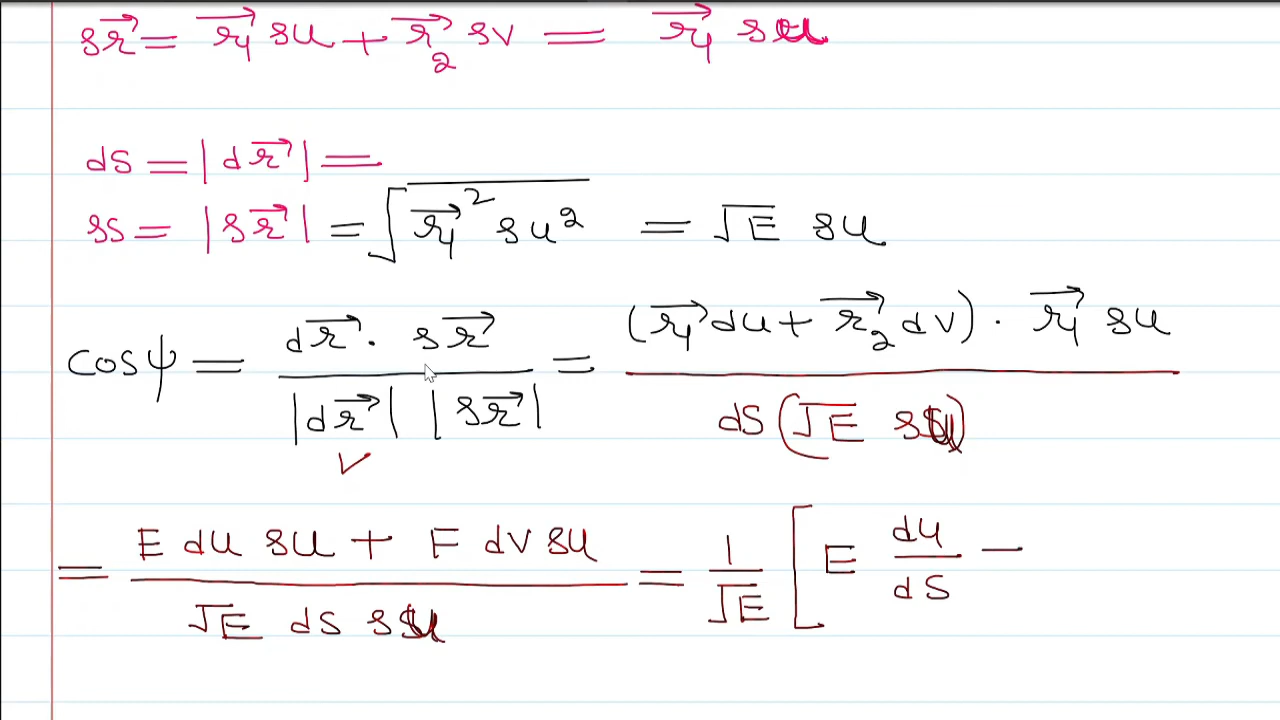 δr⃗ = r⃗₁ δu + r⃗₂ δv = r⃗₁ δu
ds = |dr⃗| =
δs = |δr⃗| = √(r⃗₁² δu²) = √E δu
cosψ = (dr⃗ · δr⃗) / (|dr⃗| |δr⃗|) = ((r⃗₁ du + r⃗₂ dv) · r⃗₁ δu) / (ds (√E δu))
= (E du δu + F dv δu) / (√E ds δu) = 1/√E [ E du/ds −